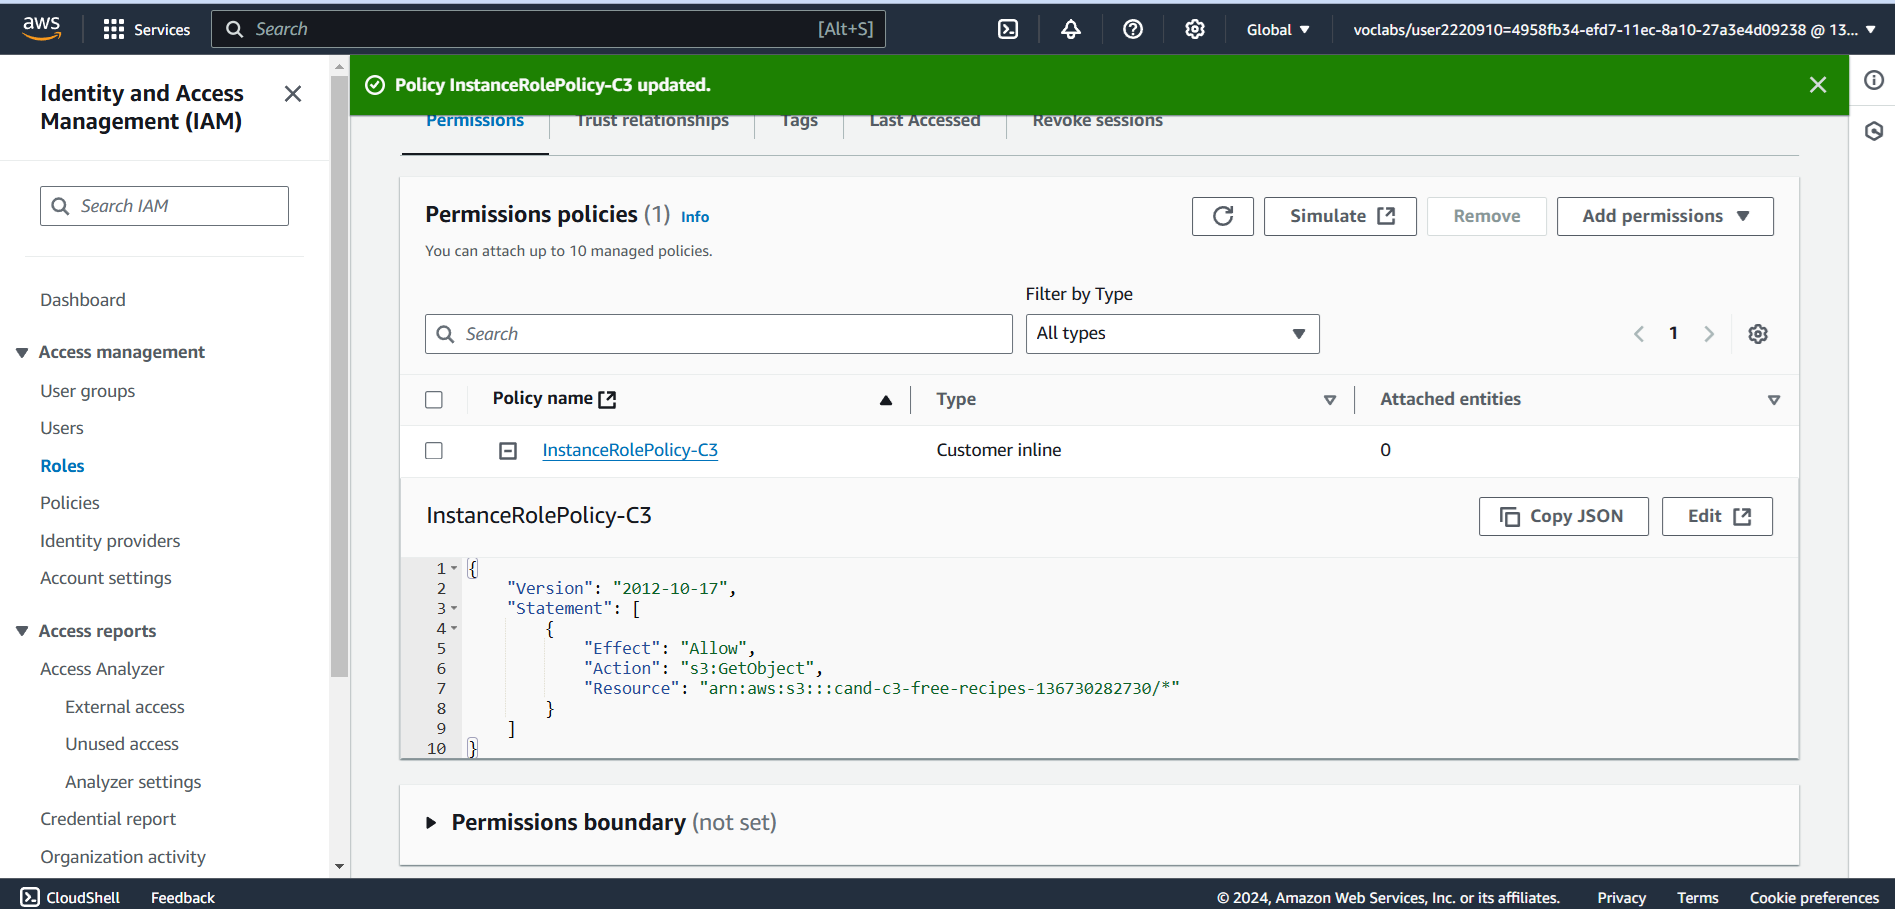 aws
Services
Search
[Alt+S]
Global
voclabs/user2220910=4958fb34-efd7-11ec-8a10-27a3e4d09238 @ 13...
Identity and Access
Management (IAM)
Search IAM
Dashboard
Access management
User groups
Users
Roles
Policies
Identity providers
Account settings
Access reports
Access Analyzer
External access
Unused access
Analyzer settings
Credential report
Organization activity
Policy InstanceRolePolicy-C3 updated.
Permissions
Trust relationships
Tags
Last Accessed
Revoke sessions
Permissions policies (1) Info
You can attach up to 10 managed policies.
Simulate
Remove
Add permissions
Filter by Type
Search
All types
1
Policy name
Type
Attached entities
InstanceRolePolicy-C3
Customer inline
0
InstanceRolePolicy-C3
Copy JSON
Edit
1 {
2 "Version": "2012-10-17",
3 "Statement": [
4 {
5 "Effect": "Allow",
6 "Action": "s3:GetObject",
7 "Resource": "arn:aws:s3:::cand-c3-free-recipes-136730282730/*"
8 }
9 ]
10 }
Permissions boundary (not set)
CloudShell
Feedback
© 2024, Amazon Web Services, Inc. or its affiliates.
Privacy
Terms
Cookie preferences